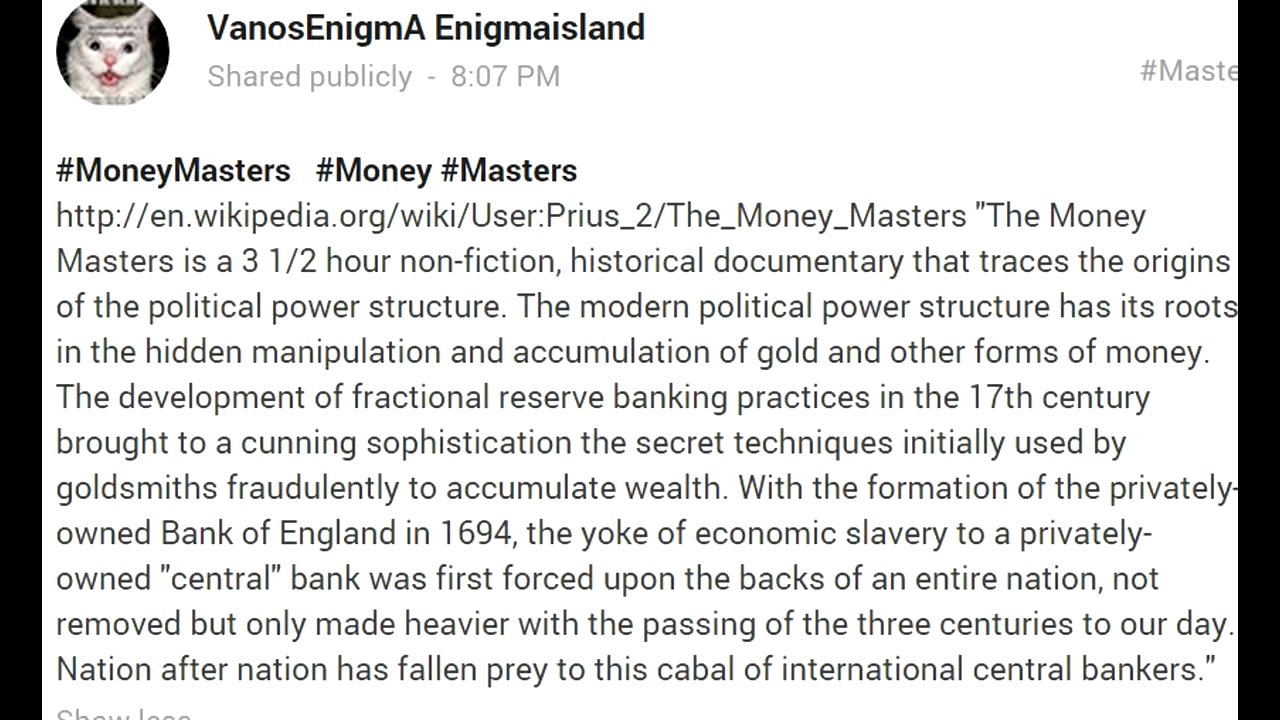 VanosEnigmA Enigmaisland
Shared publicly - 8:07 PM
#Maste
#MoneyMasters #Money #Masters
http://en.wikipedia.org/wiki/User:Prius_2/The_Money_Masters "The Money
Masters is a 3 1/2 hour non-fiction, historical documentary that traces the origins
of the political power structure. The modern political power structure has its roots
in the hidden manipulation and accumulation of gold and other forms of money.
The development of fractional reserve banking practices in the 17th century
brought to a cunning sophistication the secret techniques initially used by
goldsmiths fraudulently to accumulate wealth. With the formation of the privately-
owned Bank of England in 1694, the yoke of economic slavery to a privately-
owned "central" bank was first forced upon the backs of an entire nation, not
removed but only made heavier with the passing of the three centuries to our day.
Nation after nation has fallen prey to this cabal of international central bankers."
Show less